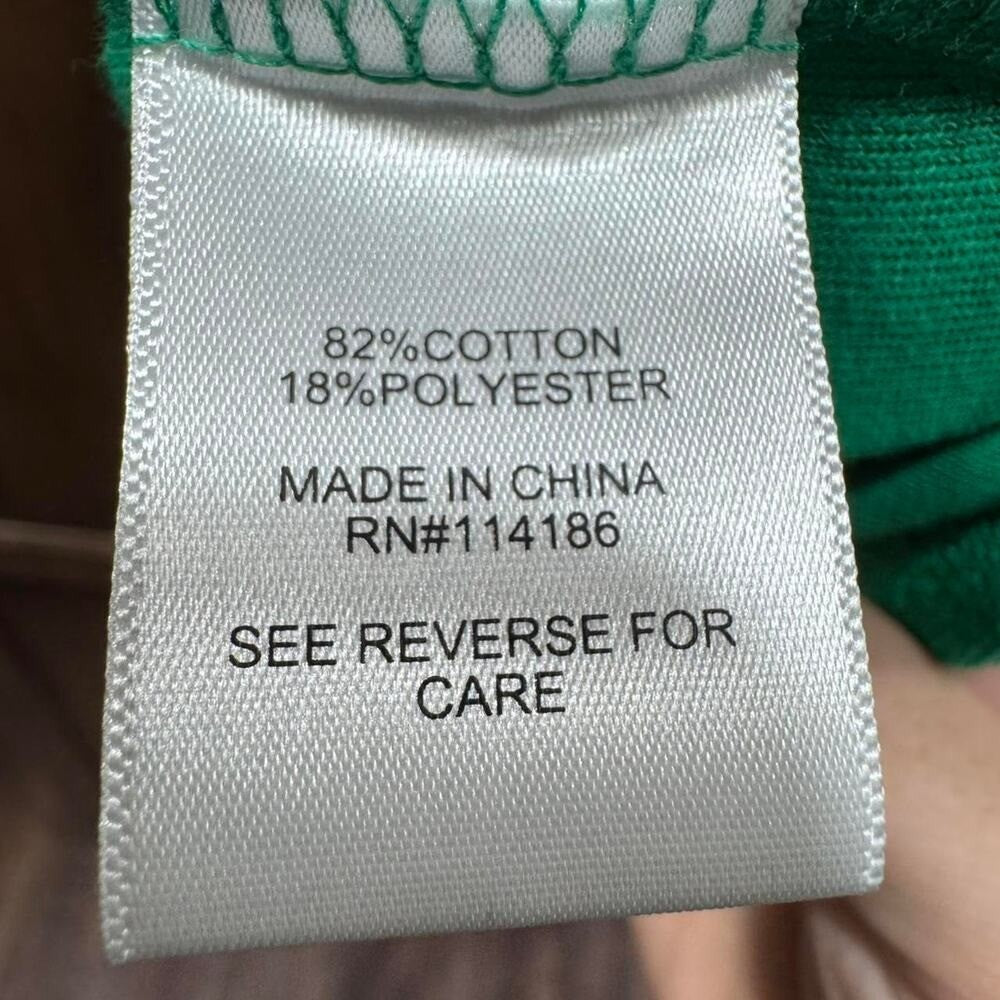 82%COTTON
18%POLYESTER
MADE IN CHINA
RN#114186
SEE REVERSE FOR
CARE